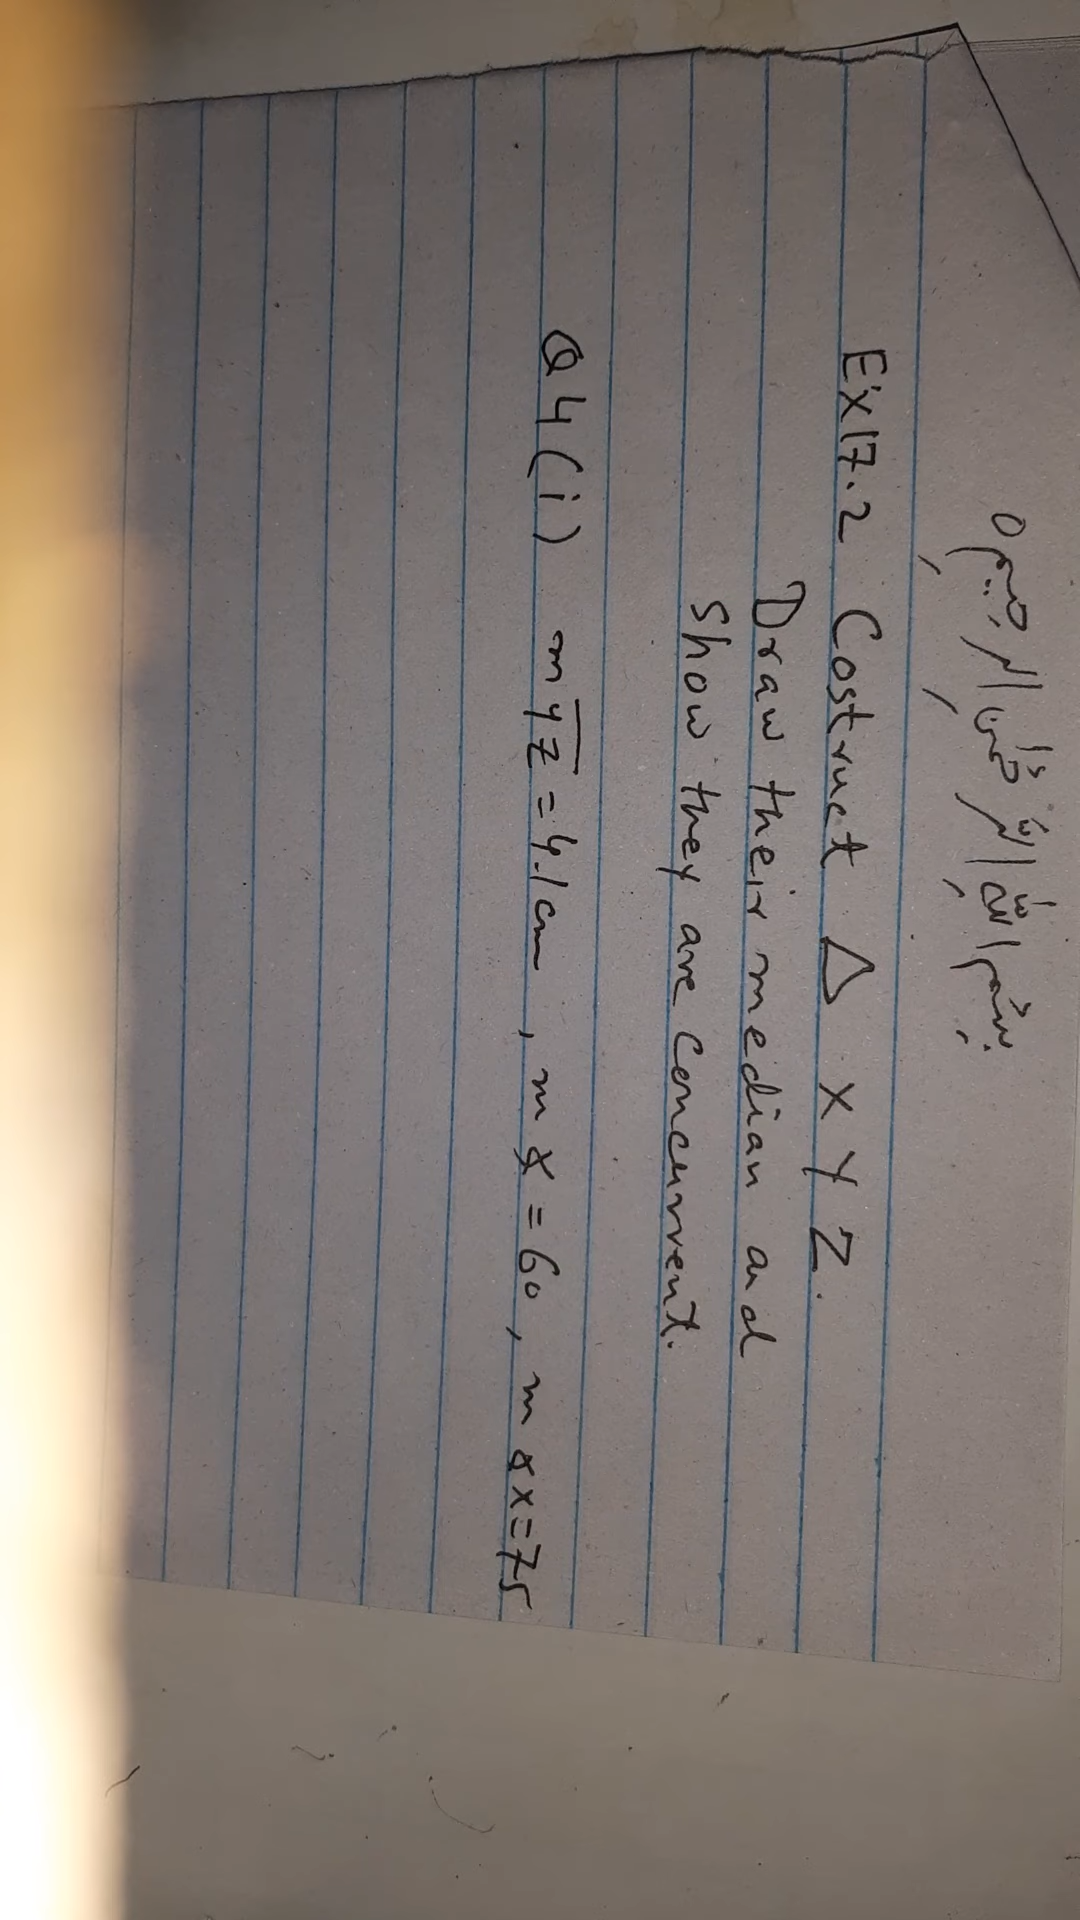 بِسْمِ اللّٰهِ الرَّحْمٰنِ الرَّحِيْمِ
Ex17.2 Costruct △ X Y Z.
Draw their median and
show they are concurrent.
Q4(i) m\overline{YZ} = 4.1cm, m ∡ = 60, m ∡ X = 75